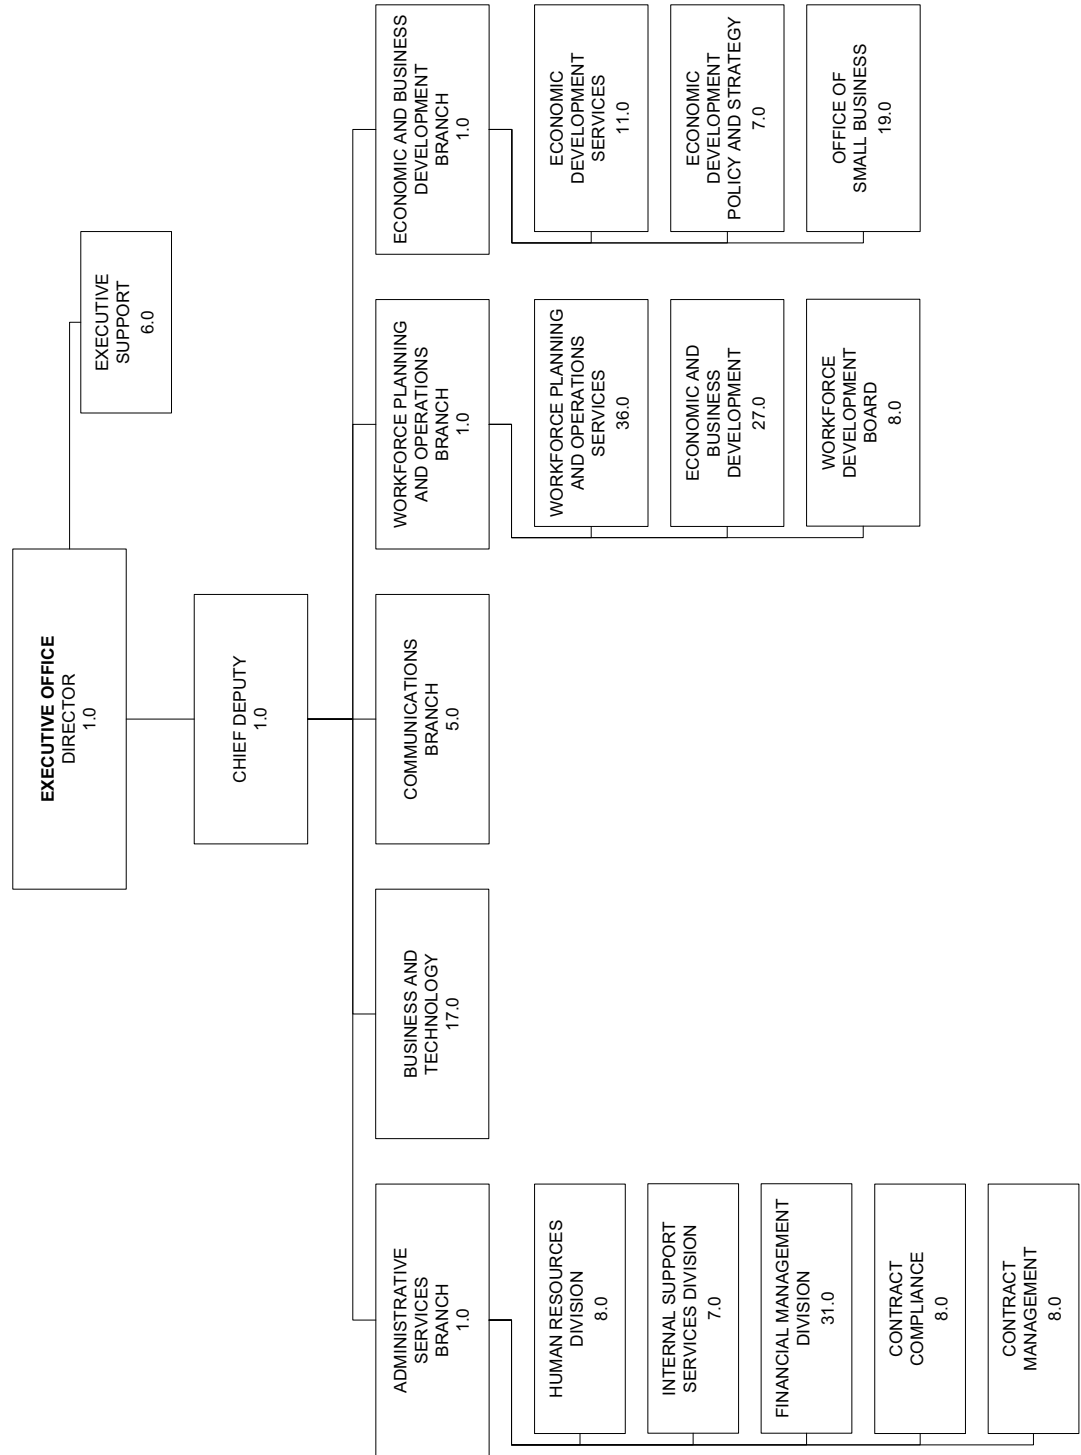 EXECUTIVE OFFICE
DIRECTOR
1.0
EXECUTIVE
SUPPORT
6.0
CHIEF DEPUTY
1.0
ADMINISTRATIVE
SERVICES
BRANCH
1.0
BUSINESS AND
TECHNOLOGY
17.0
COMMUNICATIONS
BRANCH
5.0
WORKFORCE PLANNING
AND OPERATIONS
BRANCH
1.0
ECONOMIC AND BUSINESS
DEVELOPMENT
BRANCH
1.0
HUMAN RESOURCES
DIVISION
8.0
INTERNAL SUPPORT
SERVICES DIVISION
7.0
FINANCIAL MANAGEMENT
DIVISION
31.0
CONTRACT
COMPLIANCE
8.0
CONTRACT
MANAGEMENT
8.0
WORKFORCE PLANNING
AND OPERATIONS
SERVICES
36.0
ECONOMIC AND
BUSINESS
DEVELOPMENT
27.0
WORKFORCE
DEVELOPMENT
BOARD
8.0
ECONOMIC
DEVELOPMENT
SERVICES
11.0
ECONOMIC
DEVELOPMENT
POLICY AND STRATEGY
7.0
OFFICE OF
SMALL BUSINESS
19.0